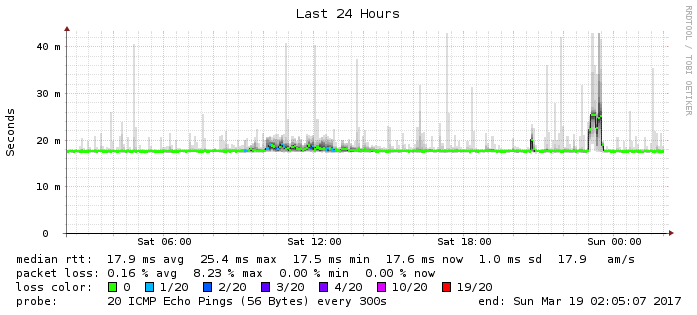 Last 24 Hours
RRDTOOL / TOBI OETIKER
Seconds
40 m
30 m
20 m
10 m
0
Sat 06:00 Sat 12:00 Sat 18:00 Sun 00:00
median rtt: 17.9 ms avg 25.4 ms max 17.5 ms min 17.6 ms now 1.0 ms sd 17.9 am/s
packet loss: 0.16 % avg 8.23 % max 0.00 % min 0.00 % now
loss color: 0 1/20 2/20 3/20 4/20 10/20 19/20
probe: 20 ICMP Echo Pings (56 Bytes) every 300s end: Sun Mar 19 02:05:07 2017